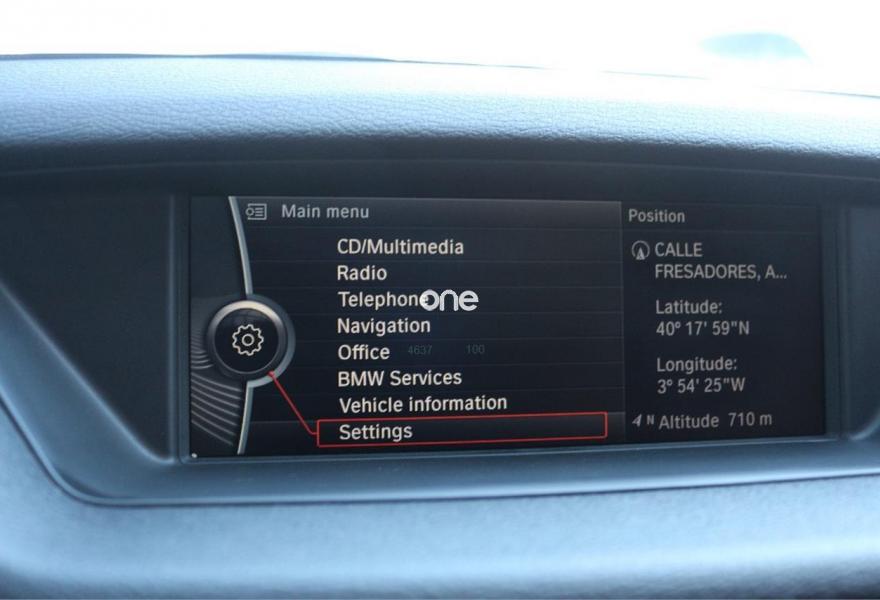 Main menu
CD/Multimedia
Radio
Telephone
one
Navigation
Office
4637 100
BMW Services
Vehicle information
Settings
Position
CALLE
FRESADORES, A...
Latitude:
40° 17' 59"N
Longitude:
3° 54' 25"W
N Altitude 710 m